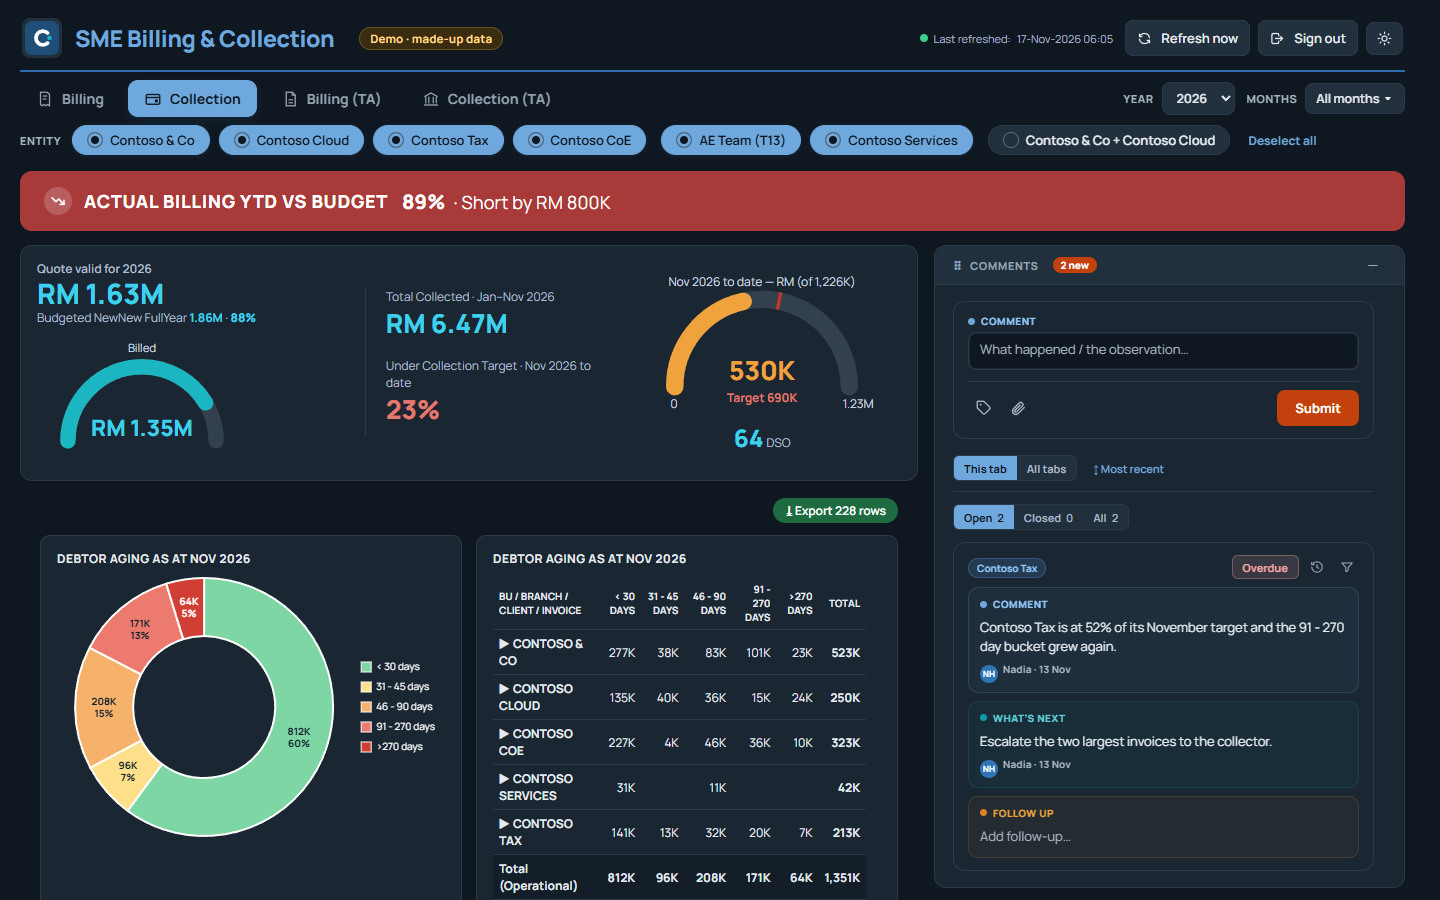 C
SME Billing & Collection
Demo · made-up data
Last refreshed: 17-Nov-2026 06:05
Refresh now
Sign out
Billing
Collection
Billing (TA)
Collection (TA)
YEAR
2026
MONTHS
All months
ENTITY
Contoso & Co
Contoso Cloud
Contoso Tax
Contoso CoE
AE Team (T13)
Contoso Services
Contoso & Co + Contoso Cloud
Deselect all
ACTUAL BILLING YTD VS BUDGET 89% · Short by RM 800K
Quote valid for 2026
RM 1.63M
Budgeted NewNew FullYear 1.86M · 88%
Billed
RM 1.35M
Total Collected · Jan–Nov 2026
RM 6.47M
Under Collection Target · Nov 2026 to
date
23%
Nov 2026 to date — RM (of 1,226K)
530K
Target 690K
0
1.23M
64 DSO
Export 228 rows
DEBTOR AGING AS AT NOV 2026
64K
5%
171K
13%
208K
15%
96K
7%
812K
60%
< 30 days
31 - 45 days
46 - 90 days
91 - 270 days
>270 days
DEBTOR AGING AS AT NOV 2026
BU / BRANCH /
CLIENT / INVOICE
< 30
DAYS
31 - 45
DAYS
46 - 90
DAYS
91 -
270
DAYS
>270
DAYS
TOTAL
▶ CONTOSO &
CO
277K 38K 83K 101K 23K 523K
▶ CONTOSO
CLOUD
135K 40K 36K 15K 24K 250K
▶ CONTOSO
COE
227K 4K 46K 36K 10K 323K
▶ CONTOSO
SERVICES
31K 11K 42K
▶ CONTOSO
TAX
141K 13K 32K 20K 7K 213K
Total
(Operational)
812K 96K 208K 171K 64K 1,351K
COMMENTS
2 new
COMMENT
What happened / the observation...
Submit
This tab
All tabs
↕ Most recent
Open 2
Closed 0
All 2
Contoso Tax
Overdue
COMMENT
Contoso Tax is at 52% of its November target and the 91 - 270
day bucket grew again.
NH Nadia · 13 Nov
WHAT'S NEXT
Escalate the two largest invoices to the collector.
NH Nadia · 13 Nov
FOLLOW UP
Add follow-up...